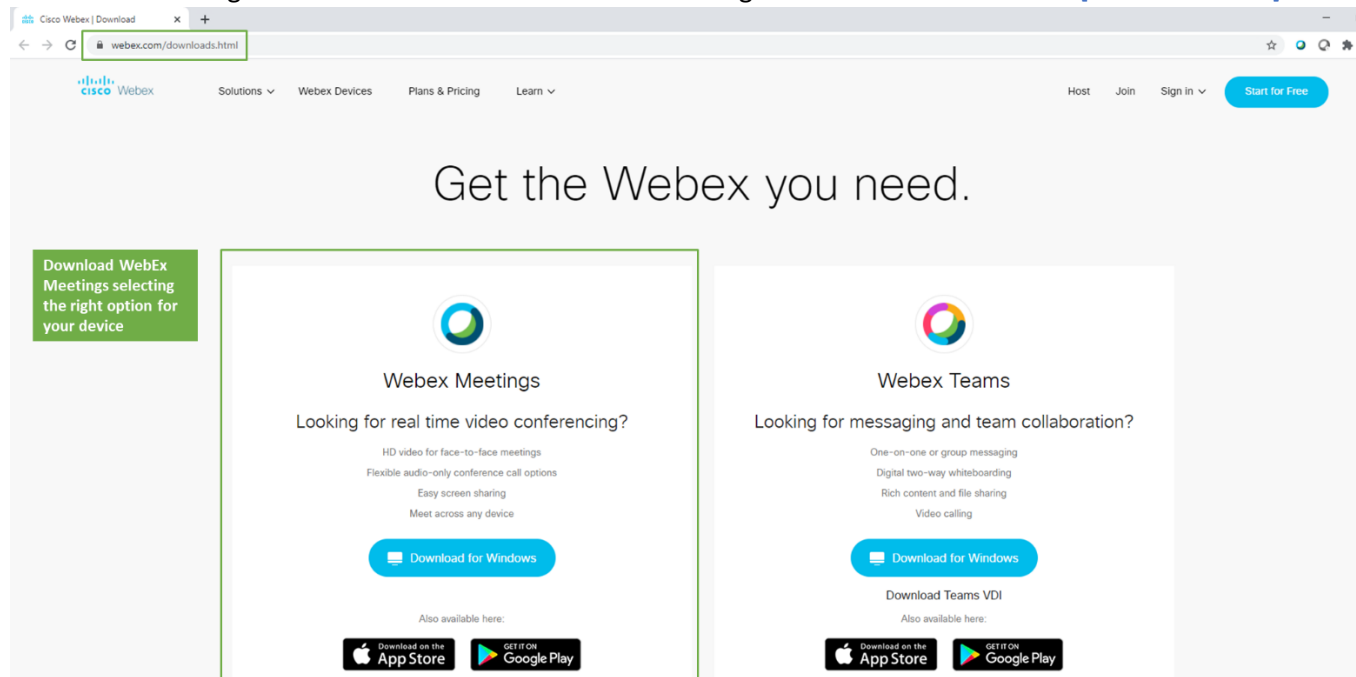 Cisco Webex | Download
webex.com/downloads.html
cisco Webex
Solutions
Webex Devices
Plans & Pricing
Learn
Host
Join
Sign in
Start for Free
Get the Webex you need.
Download WebEx
Meetings selecting
the right option for
your device
Webex Meetings
Looking for real time video conferencing?
HD video for face-to-face meetings
Flexible audio-only conference call options
Easy screen sharing
Meet across any device
Download for Windows
Also available here:
Download on the
App Store
GET IT ON
Google Play
Webex Teams
Looking for messaging and team collaboration?
One-on-one or group messaging
Digital two-way whiteboarding
Rich content and file sharing
Video calling
Download for Windows
Download Teams VDI
Also available here:
Download on the
App Store
GET IT ON
Google Play